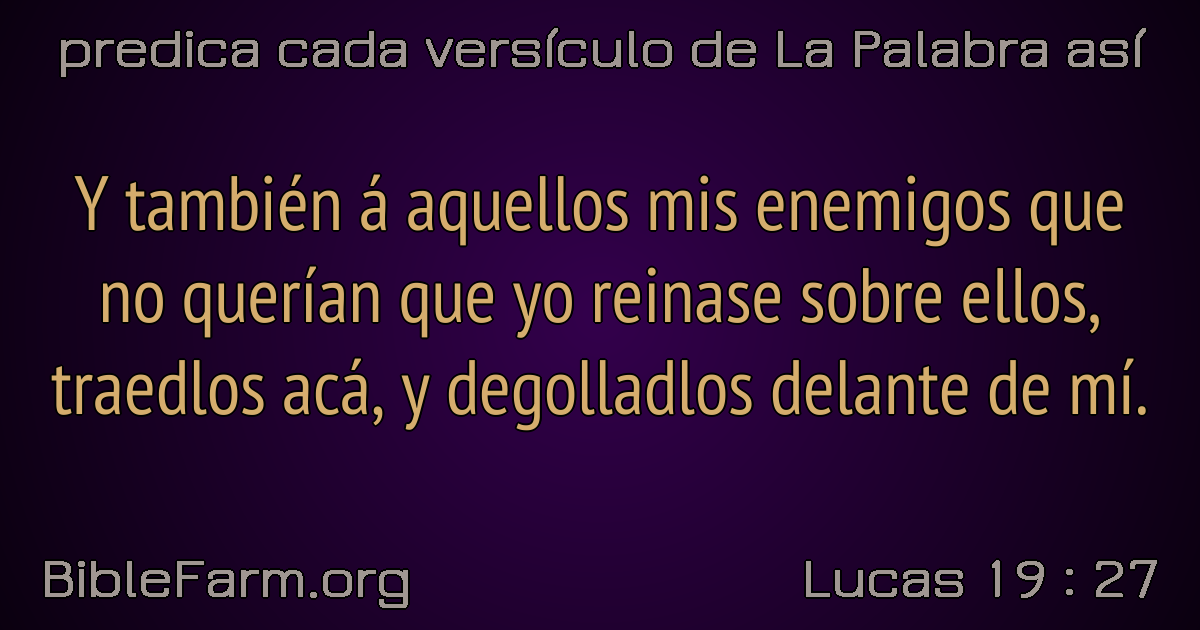 predica cada versículo de La Palabra así
Y también á aquellos mis enemigos que
no querían que yo reinase sobre ellos,
traedlos acá, y degolladlos delante de mí.
BibleFarm.org
Lucas 19 : 27